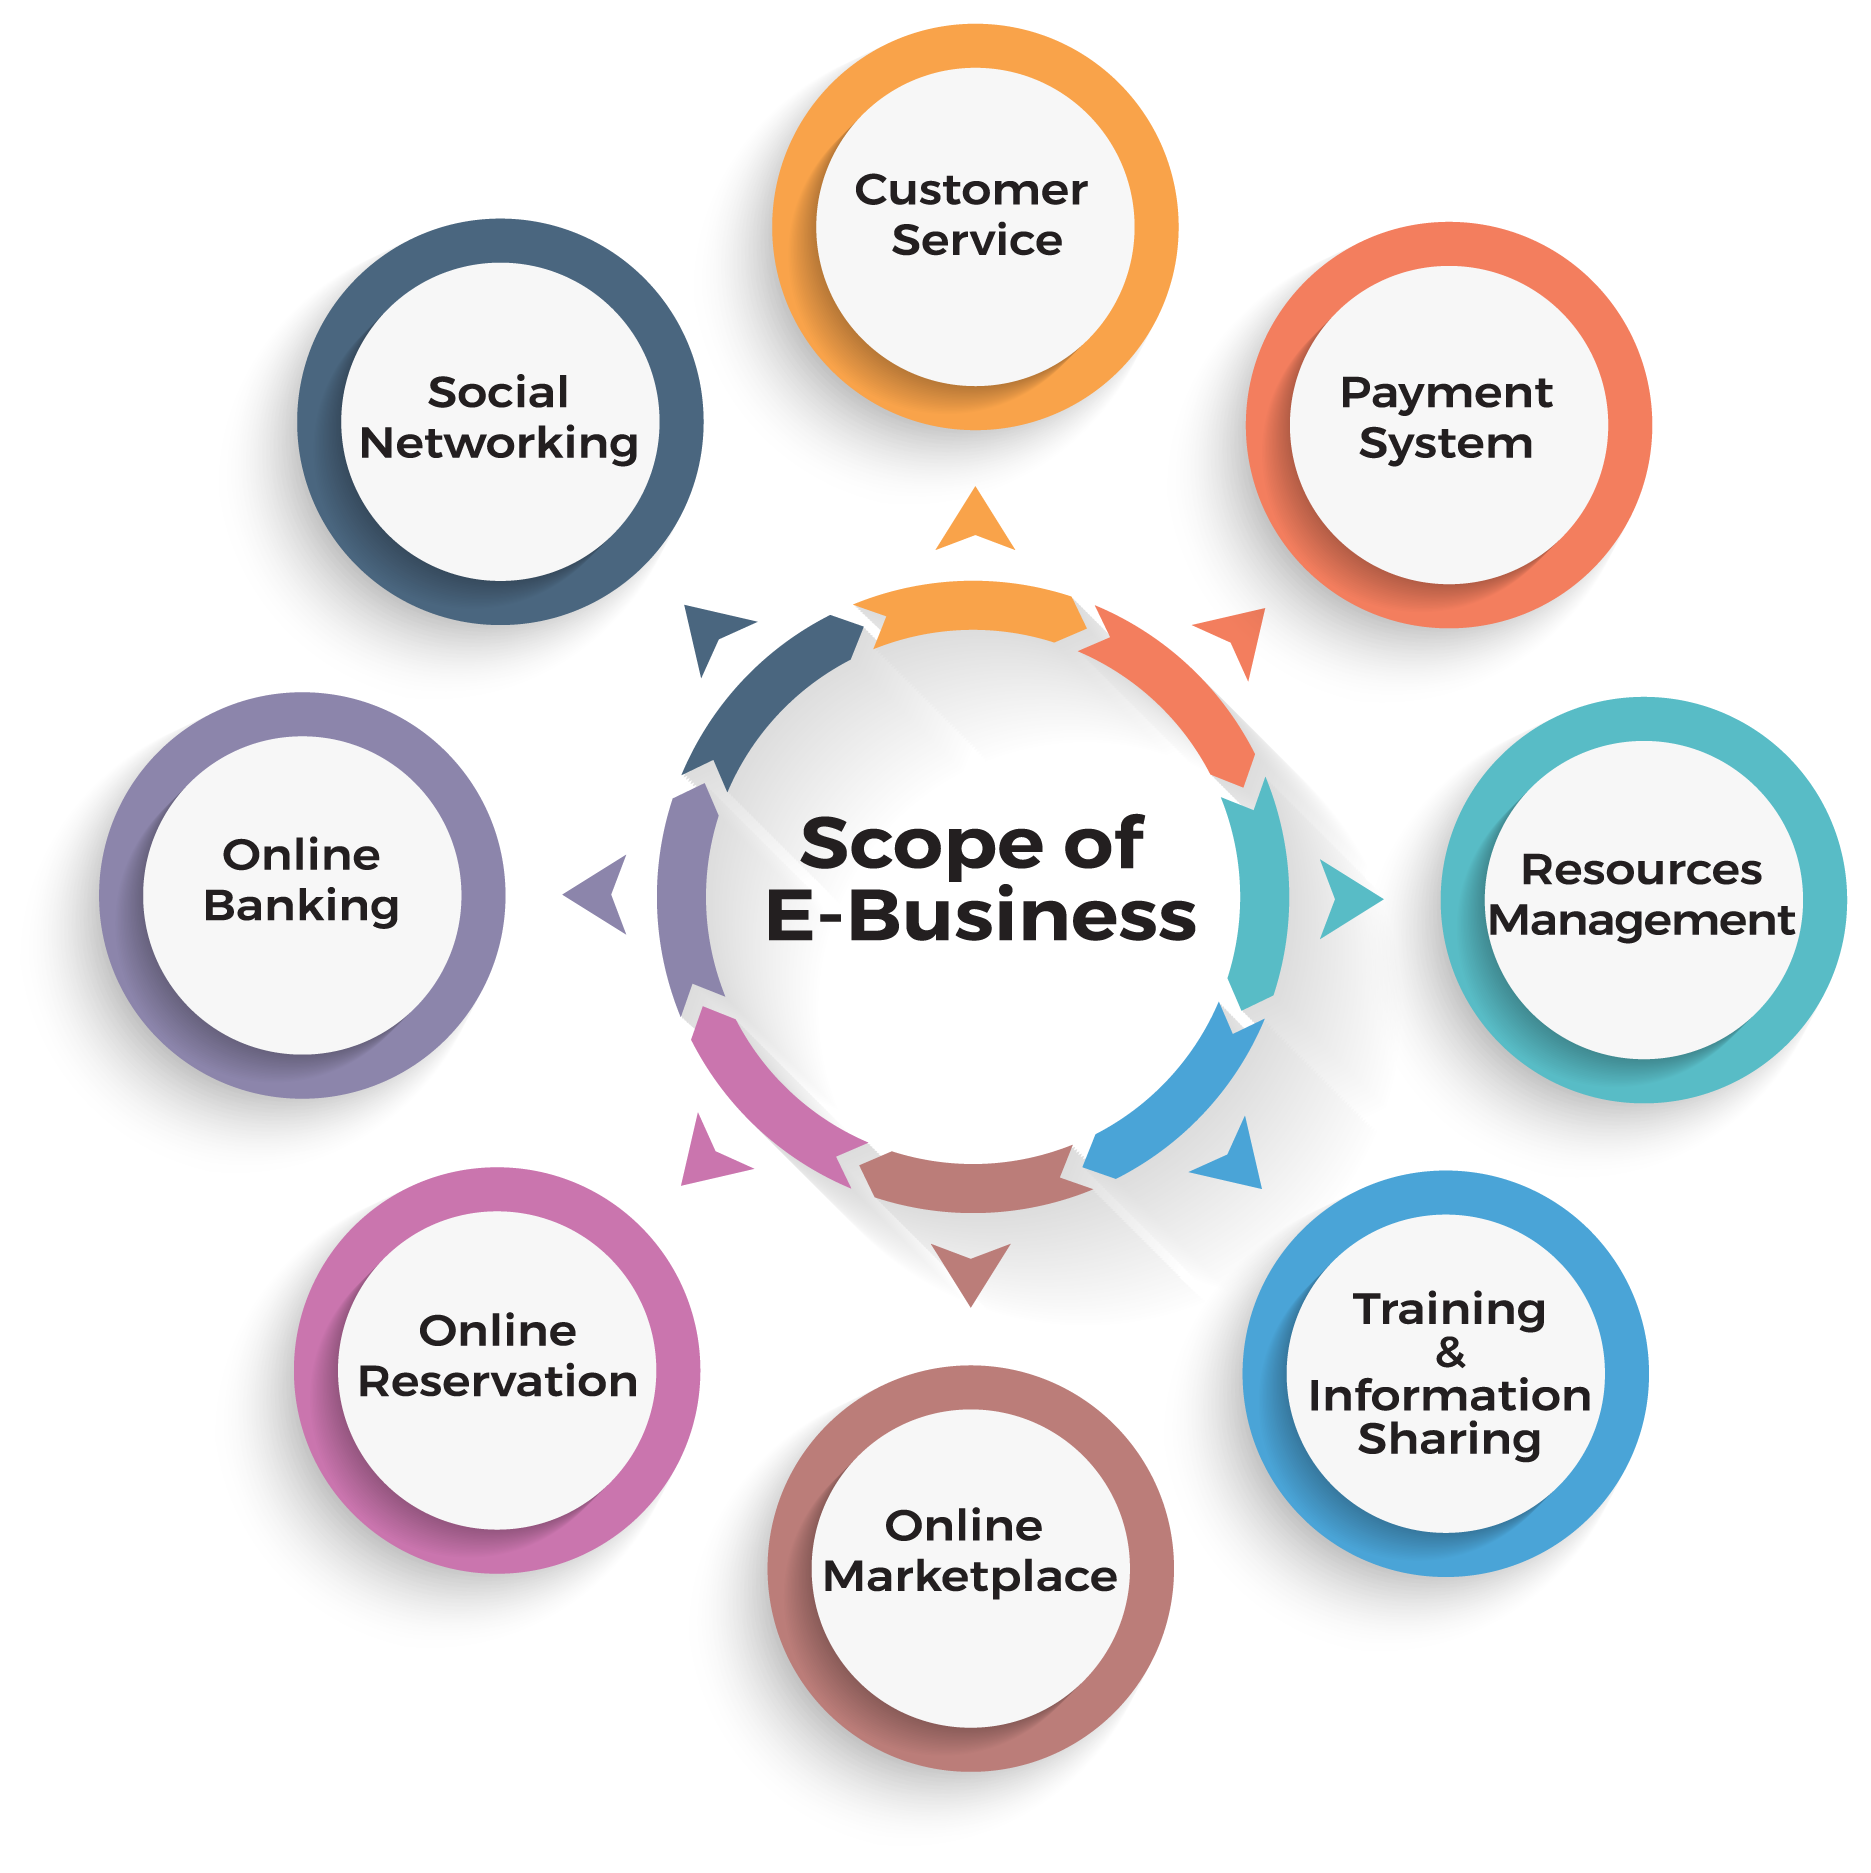 Customer
Service
Payment
System
Resources
Management
Training
&
Information
Sharing
Online
Marketplace
Online
Reservation
Online
Banking
Social
Networking
Scope of
E-Business